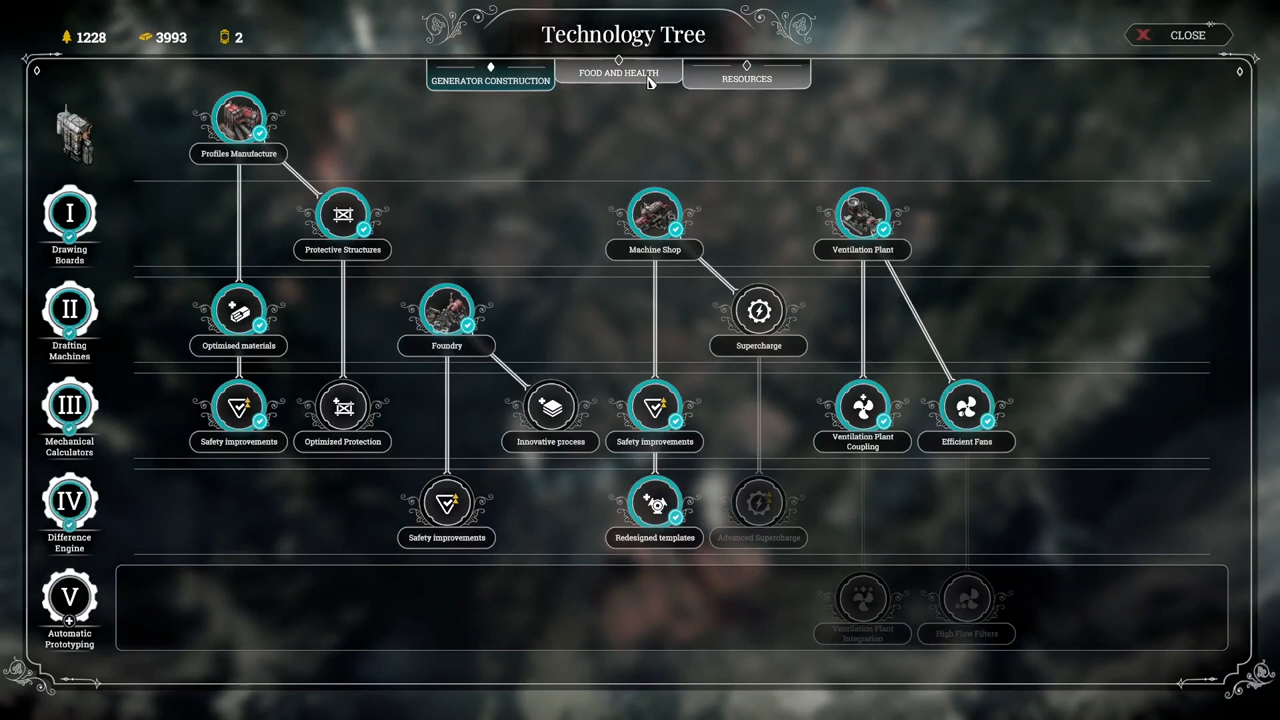 1228
3993
2
Technology Tree
CLOSE
GENERATOR CONSTRUCTION
FOOD AND HEALTH
RESOURCES
Profiles Manufacture
I
Drawing
Boards
Protective Structures
Machine Shop
Ventilation Plant
II
Drafting
Machines
Optimised materials
Foundry
Supercharge
III
Mechanical
Calculators
Safety improvements
Optimized Protection
Innovative process
Safety improvements
Ventilation Plant
Coupling
Efficient Fans
IV
Difference
Engine
Safety improvements
Redesigned templates
Advanced Supercharge
V
Automatic
Prototyping
Ventilation Plant
Integration
High Flow Filters